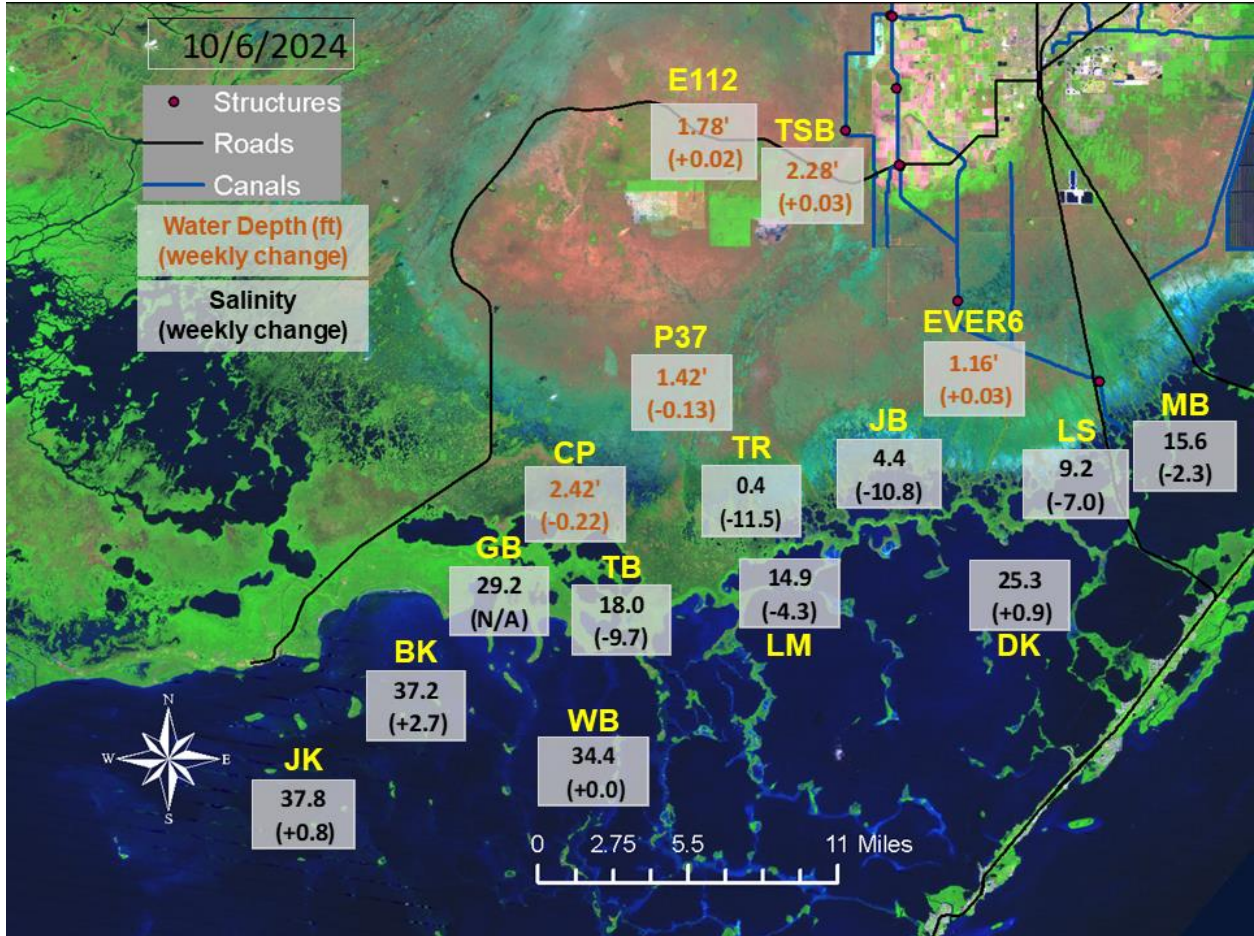 10/6/2024
Structures
Roads
Canals
Water Depth (ft)
(weekly change)
Salinity
(weekly change)
E112
1.78'
(+0.02)
TSB
2.28'
(+0.03)
P37
1.42'
(-0.13)
EVER6
1.16'
(+0.03)
CP
2.42'
(-0.22)
TR
0.4
(-11.5)
JB
4.4
(-10.8)
LS
9.2
(-7.0)
MB
15.6
(-2.3)
GB
29.2
(N/A)
TB
18.0
(-9.7)
14.9
(-4.3)
LM
25.3
(+0.9)
DK
BK
37.2
(+2.7)
WB
34.4
(+0.0)
JK
37.8
(+0.8)
N
W E
S
0 2.75 5.5 11 Miles